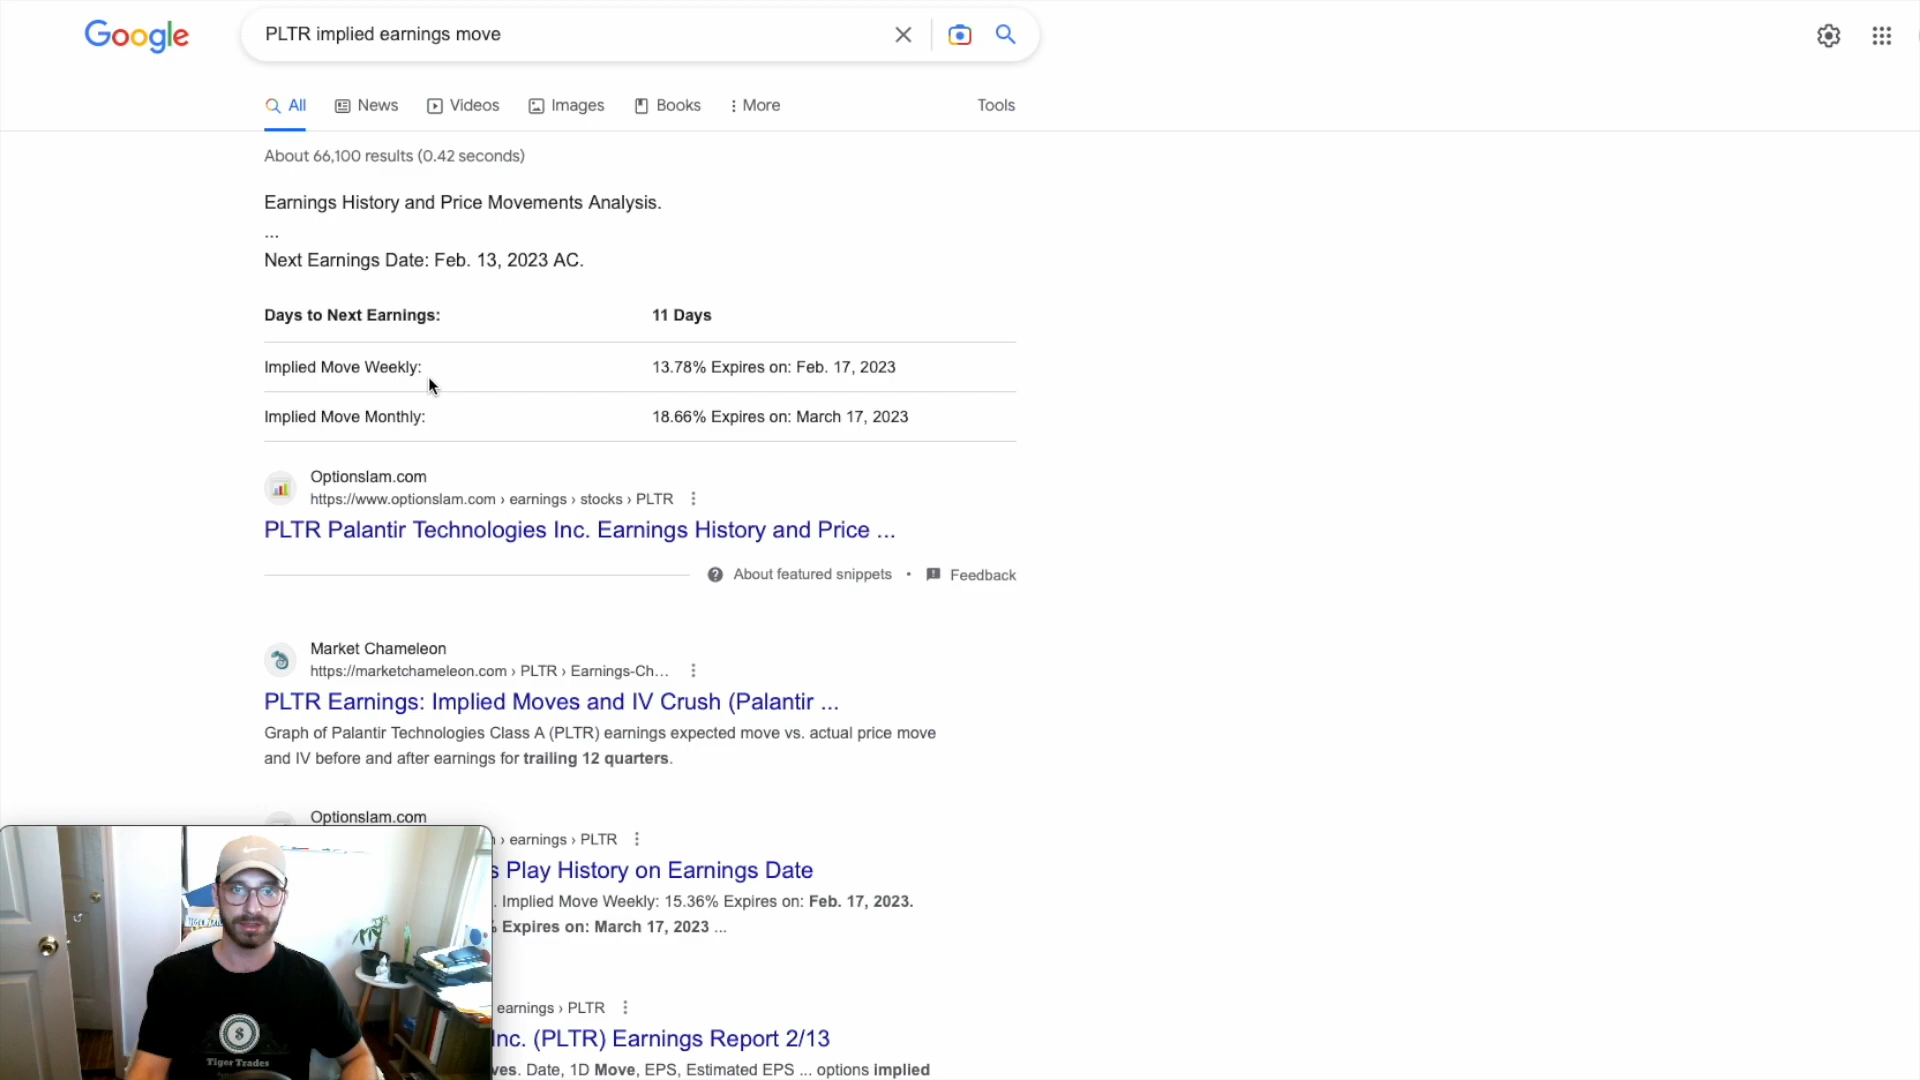 Google
PLTR implied earnings move
All News Videos Images Books More Tools
About 66,100 results (0.42 seconds)
Earnings History and Price Movements Analysis.
...
Next Earnings Date: Feb. 13, 2023 AC.
Days to Next Earnings: 11 Days
Implied Move Weekly: 13.78% Expires on: Feb. 17, 2023
Implied Move Monthly: 18.66% Expires on: March 17, 2023
Optionslam.com
https://www.optionslam.com › earnings › stocks › PLTR
PLTR Palantir Technologies Inc. Earnings History and Price ...
About featured snippets • Feedback
Market Chameleon
https://marketchameleon.com › PLTR › Earnings-Ch...
PLTR Earnings: Implied Moves and IV Crush (Palantir ...
Graph of Palantir Technologies Class A (PLTR) earnings expected move vs. actual price move
and IV before and after earnings for trailing 12 quarters.
Optionslam.com
› earnings › PLTR
s Play History on Earnings Date
. Implied Move Weekly: 15.36% Expires on: Feb. 17, 2023.
Expires on: March 17, 2023 ...
earnings › PLTR
Inc. (PLTR) Earnings Report 2/13
ves. Date, 1D Move, EPS, Estimated EPS ... options implied
$
Tiger Trades